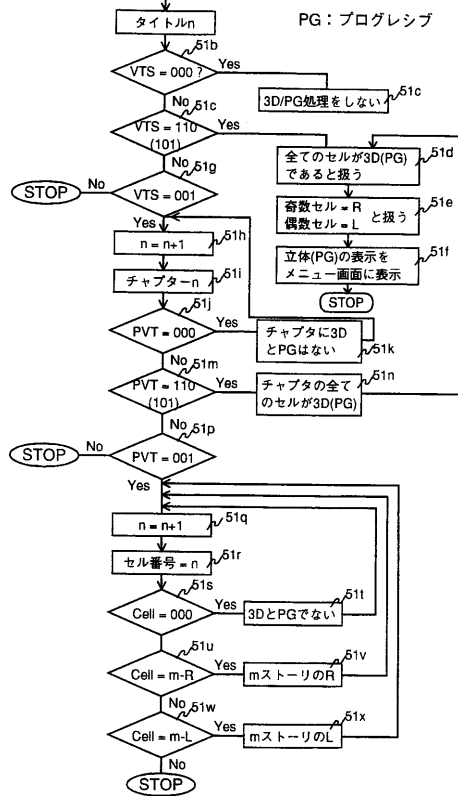 PG：プログレシブ
タイトルn
51b
VTS = 000 ?
Yes
No
51c
3D/PG処理をしない
51c
VTS = 110
(101)
Yes
No
51d
全てのセルが3D(PG)
であると扱う
51g
VTS = 001
No
STOP
Yes
51e
奇数セル = R
偶数セル = L
と扱う
51h
n = n+1
51f
立体(PG)の表示を
メニュー画面に表示
STOP
51i
チャプターn
51j
PVT = 000
Yes
No
チャプタに3D
とPGはない
51k
51m
PVT = 110
(101)
Yes
No
51n
チャプタの全て
のセルが3D(PG)
51p
PVT = 001
No
STOP
Yes
n = n+1
51q
セル番号 = n
51r
51s
Cell = 000
Yes
51t
3DとPGでない
51u
Cell = m-R
Yes
No
51v
mストーリのR
51w
Cell = m-L
Yes
No
51x
mストーリのL
STOP